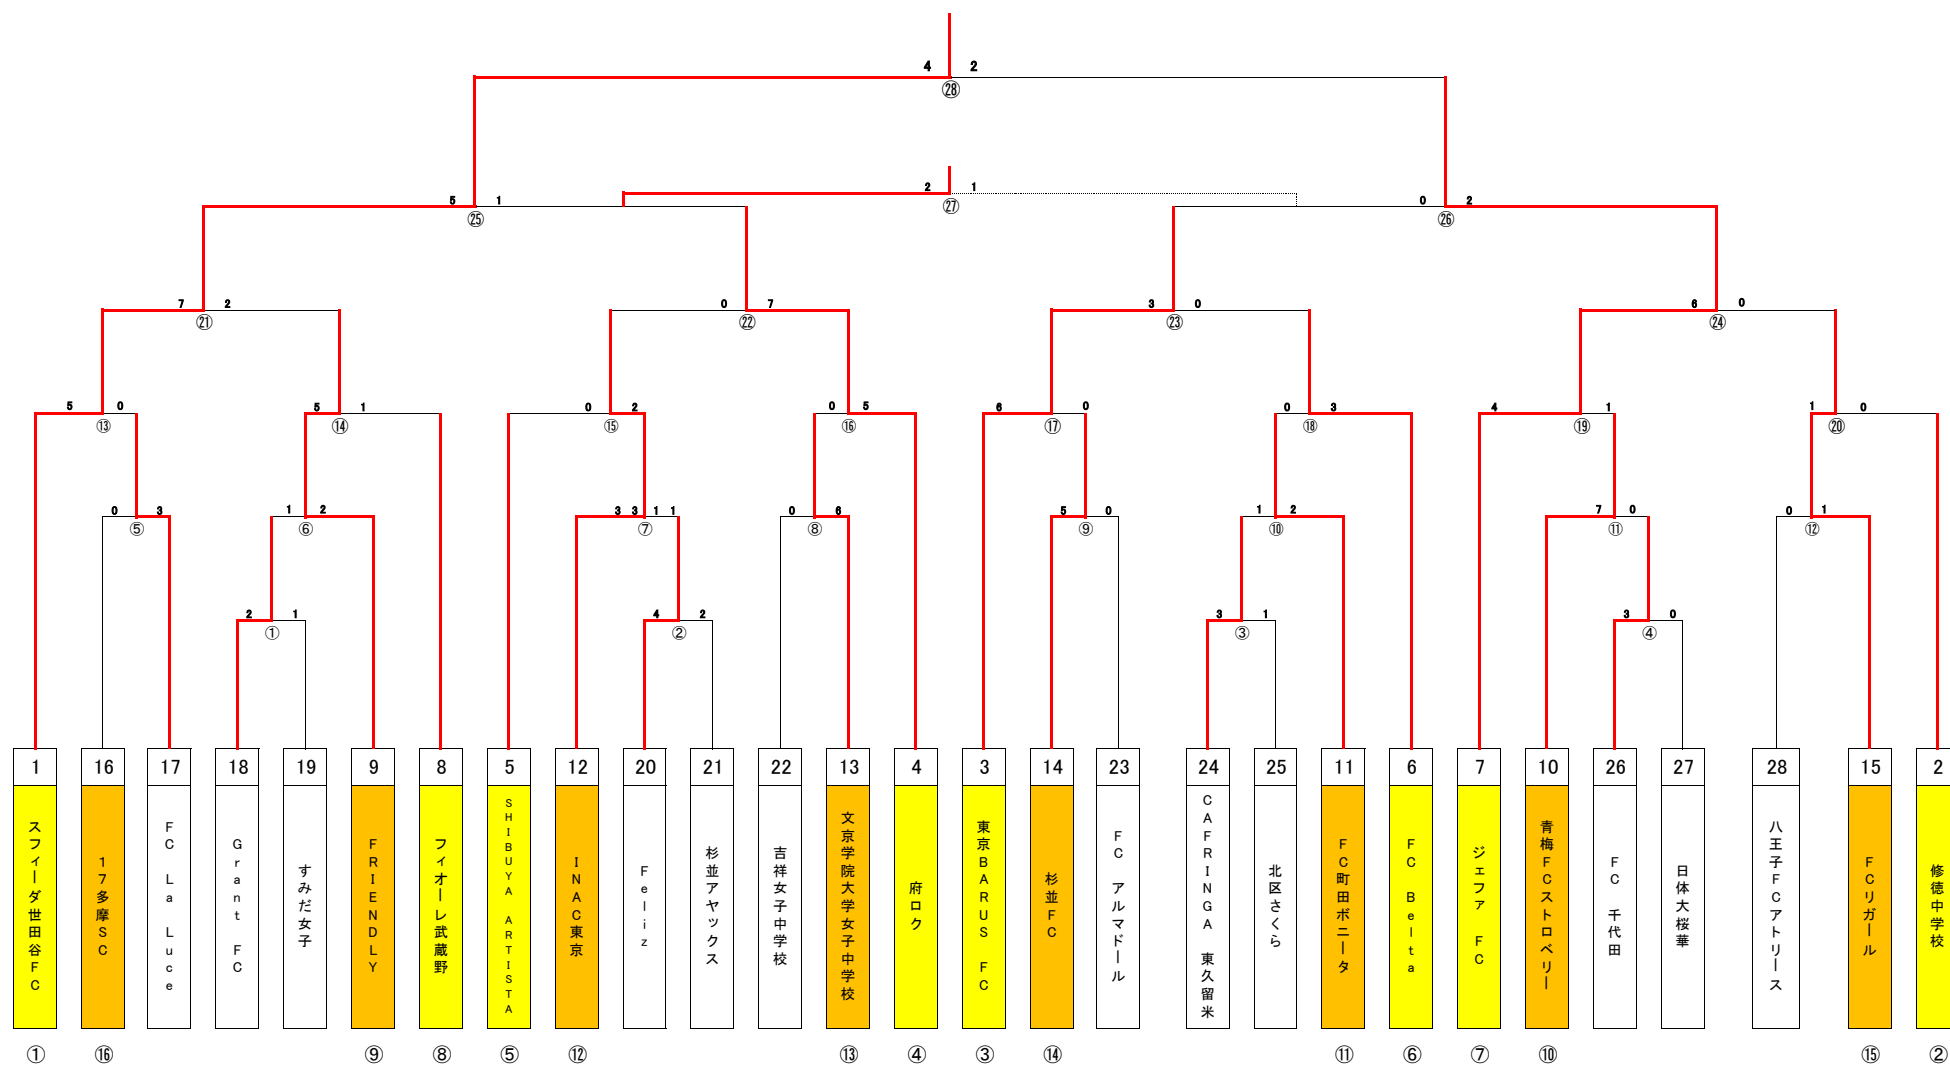 4 2
㉘
2 1
㉗
5 1
㉕
0 2
㉖
7 2
㉑
0 7
㉒
3 0
㉓
6 0
㉔
5 0
⑬
5 1
⑭
0 2
⑮
0 5
⑯
6 0
⑰
0 3
⑱
4 1
⑲
1 0
⑳
0 3
⑤
1 2
⑥
3 3 1 1
⑦
0 6
⑧
5 0
⑨
1 2
⑩
7 0
⑪
0 1
⑫
2 1
①
4 2
②
3 1
③
3 0
④
1 16 17 18 19 9 8 5 12 20 21 22 13 4 3 14 23 24 25 11 6 7 10 26 27 28 15 2
スフィーダ世田谷FC
17多摩SC
FC La Luce
Grant FC
すみだ女子
FRIENDLY
フィオーレ武蔵野
SHIBUYA ARTISTA
INAC東京
Feliz
杉並アヤックス
吉祥女子中学校
文京学院大学女子中学校
府ロク
東京BARUS FC
杉並FC
FC アルマドール
CAFRINGA 東久留米
北区さくら
FC町田ボニータ
FC Belta
ジェファ FC
青梅FCストロベリー
FC 千代田
日体大桜華
八王子FCアトリース
FCリガール
修徳中学校
① ⑯ ⑨ ⑧ ⑤ ⑫ ⑬ ④ ③ ⑭ ⑪ ⑥ ⑦ ⑩ ⑮ ②